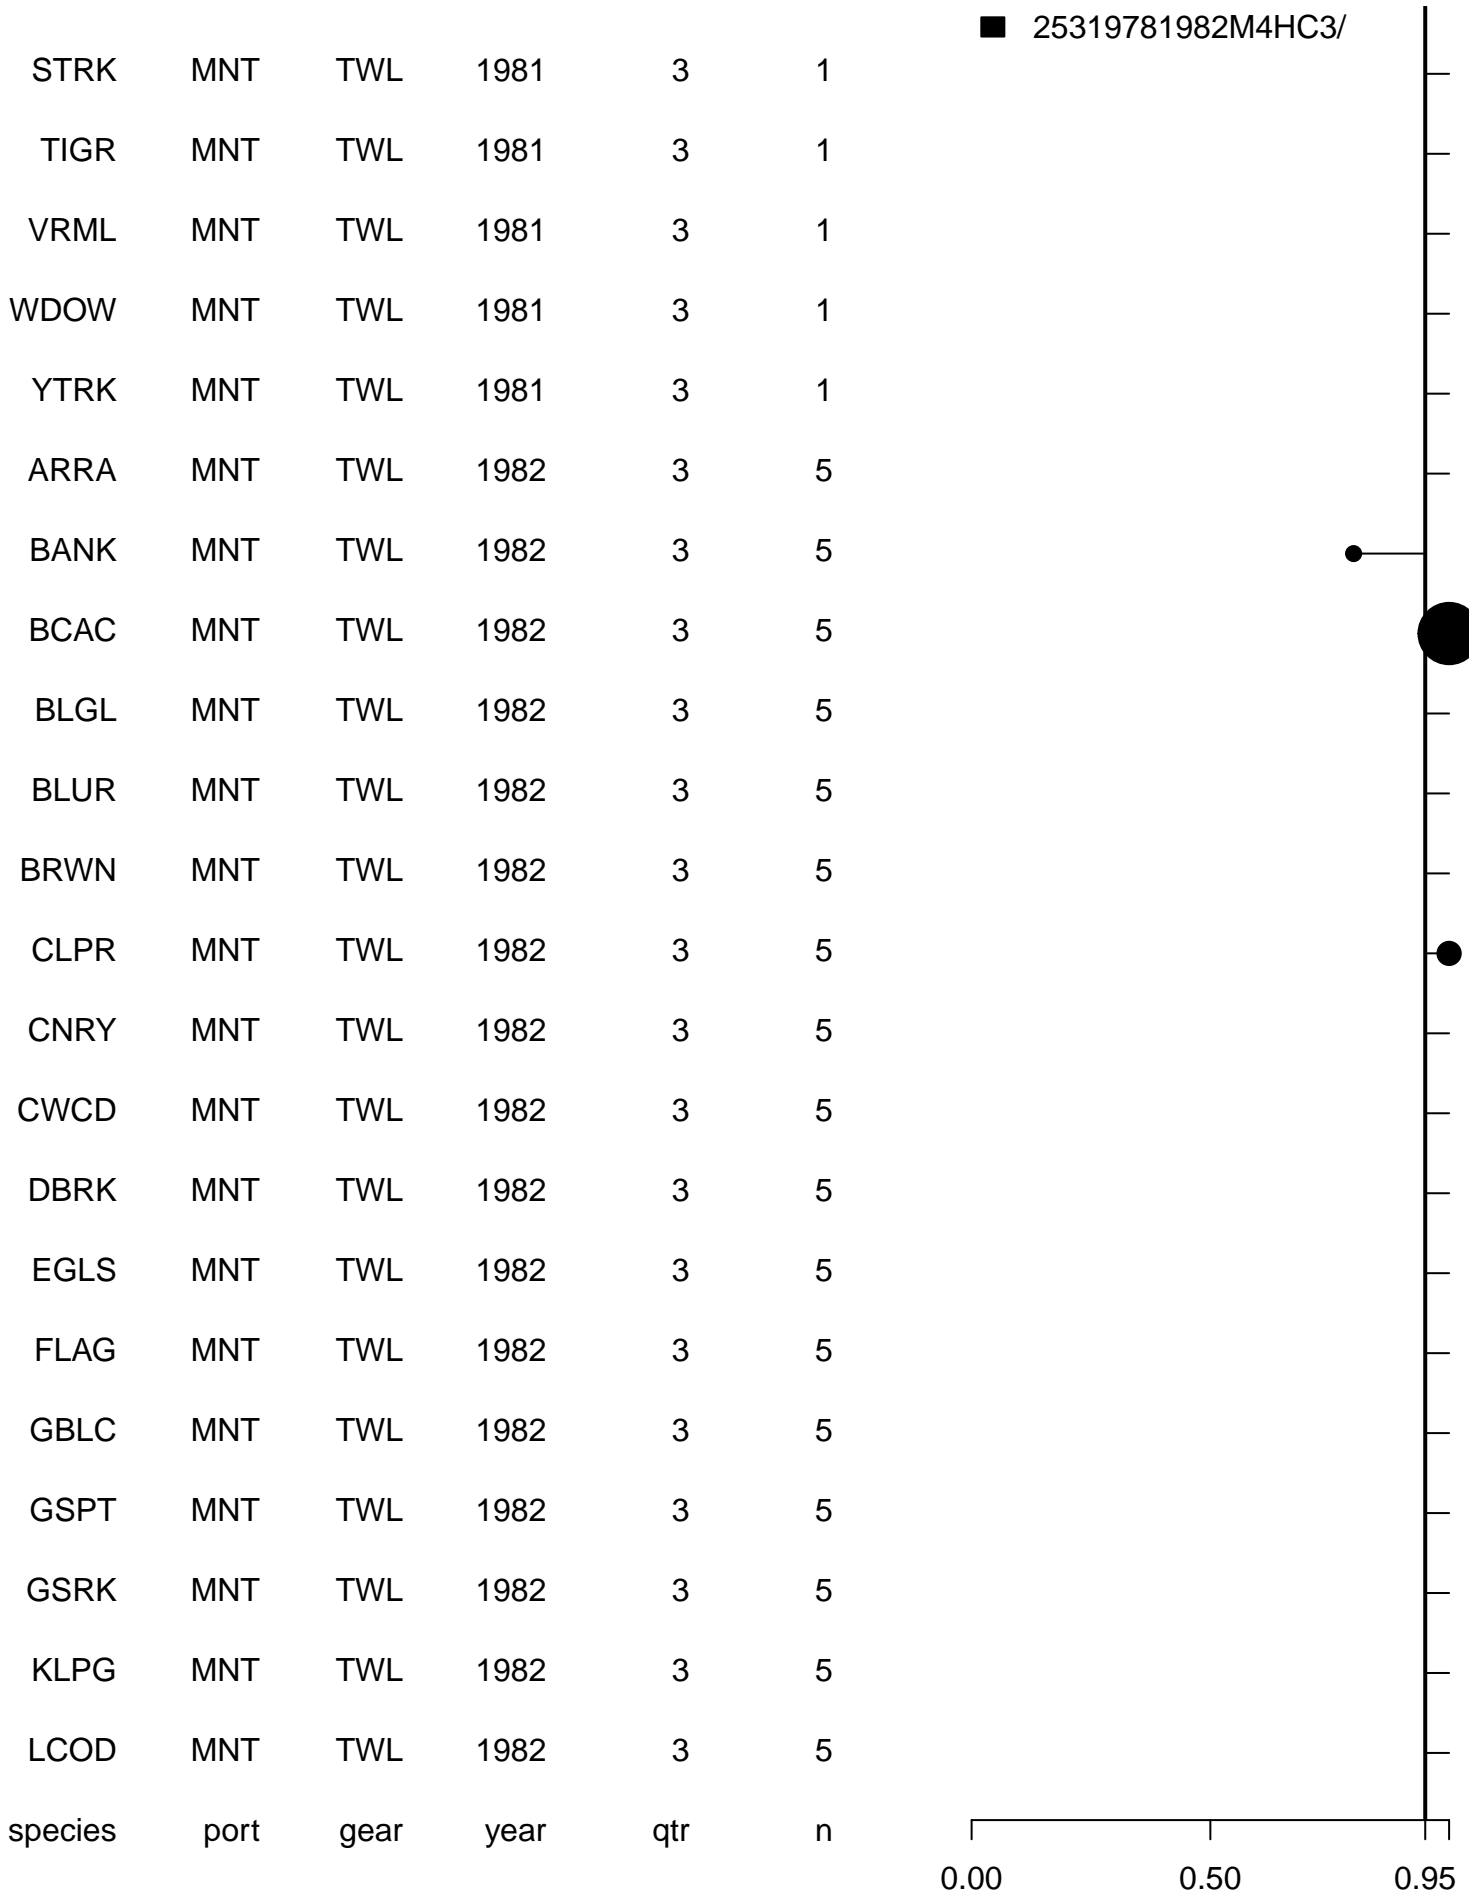 25319781982M4HC3/
STRK MNT TWL 1981 3 1
TIGR MNT TWL 1981 3 1
VRML MNT TWL 1981 3 1
WDOW MNT TWL 1981 3 1
YTRK MNT TWL 1981 3 1
ARRA MNT TWL 1982 3 5
BANK MNT TWL 1982 3 5
BCAC MNT TWL 1982 3 5
BLGL MNT TWL 1982 3 5
BLUR MNT TWL 1982 3 5
BRWN MNT TWL 1982 3 5
CLPR MNT TWL 1982 3 5
CNRY MNT TWL 1982 3 5
CWCD MNT TWL 1982 3 5
DBRK MNT TWL 1982 3 5
EGLS MNT TWL 1982 3 5
FLAG MNT TWL 1982 3 5
GBLC MNT TWL 1982 3 5
GSPT MNT TWL 1982 3 5
GSRK MNT TWL 1982 3 5
KLPG MNT TWL 1982 3 5
LCOD MNT TWL 1982 3 5
species port gear year qtr n
0.00 0.50 0.95